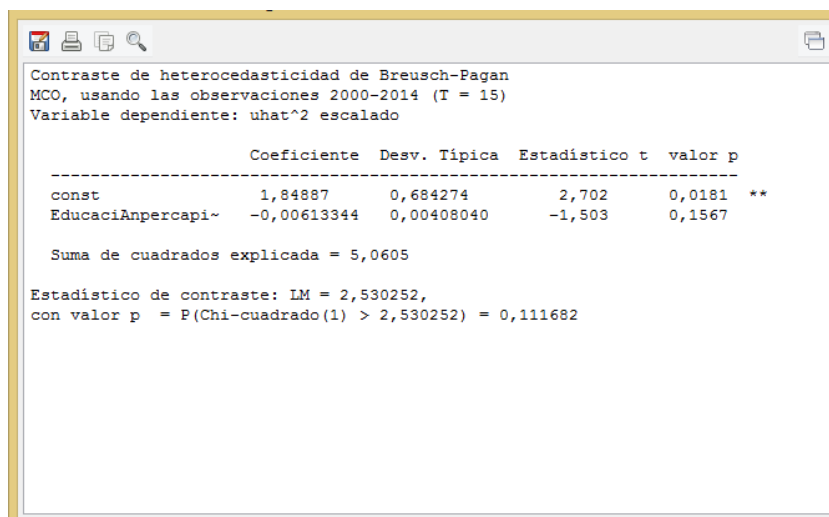 Contraste de heterocedasticidad de Breusch-Pagan
MCO, usando las observaciones 2000-2014 (T = 15)
Variable dependiente: uhat^2 escalado
Coeficiente Desv. Típica Estadístico t valor p
const 1,84887 0,684274 2,702 0,0181 **
EducaciAnpercapi~ -0,00613344 0,00408040 -1,503 0,1567
Suma de cuadrados explicada = 5,0605
Estadístico de contraste: LM = 2,530252,
con valor p = P(Chi-cuadrado(1) > 2,530252) = 0,111682